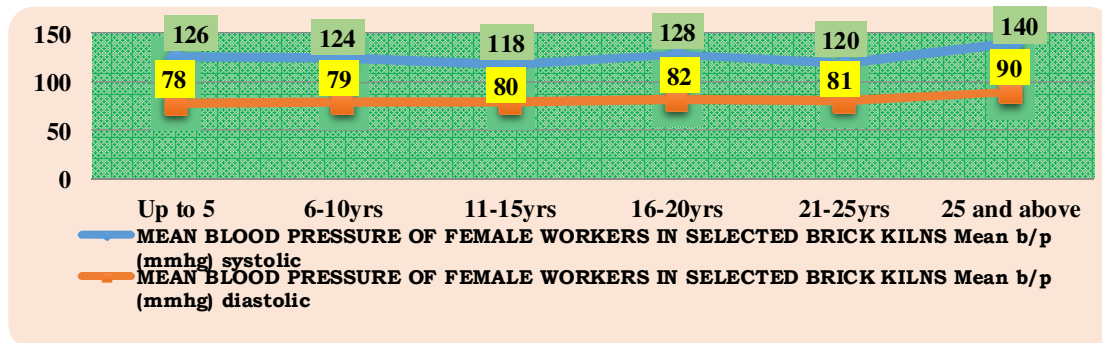 150
100
50
0
126 124 118 128 120 140
78 79 80 82 81 90
Up to 5 6-10yrs 11-15yrs 16-20yrs 21-25yrs 25 and above
MEAN BLOOD PRESSURE OF FEMALE WORKERS IN SELECTED BRICK KILNS Mean b/p
(mmhg) systolic
MEAN BLOOD PRESSURE OF FEMALE WORKERS IN SELECTED BRICK KILNS Mean b/p
(mmhg) diastolic